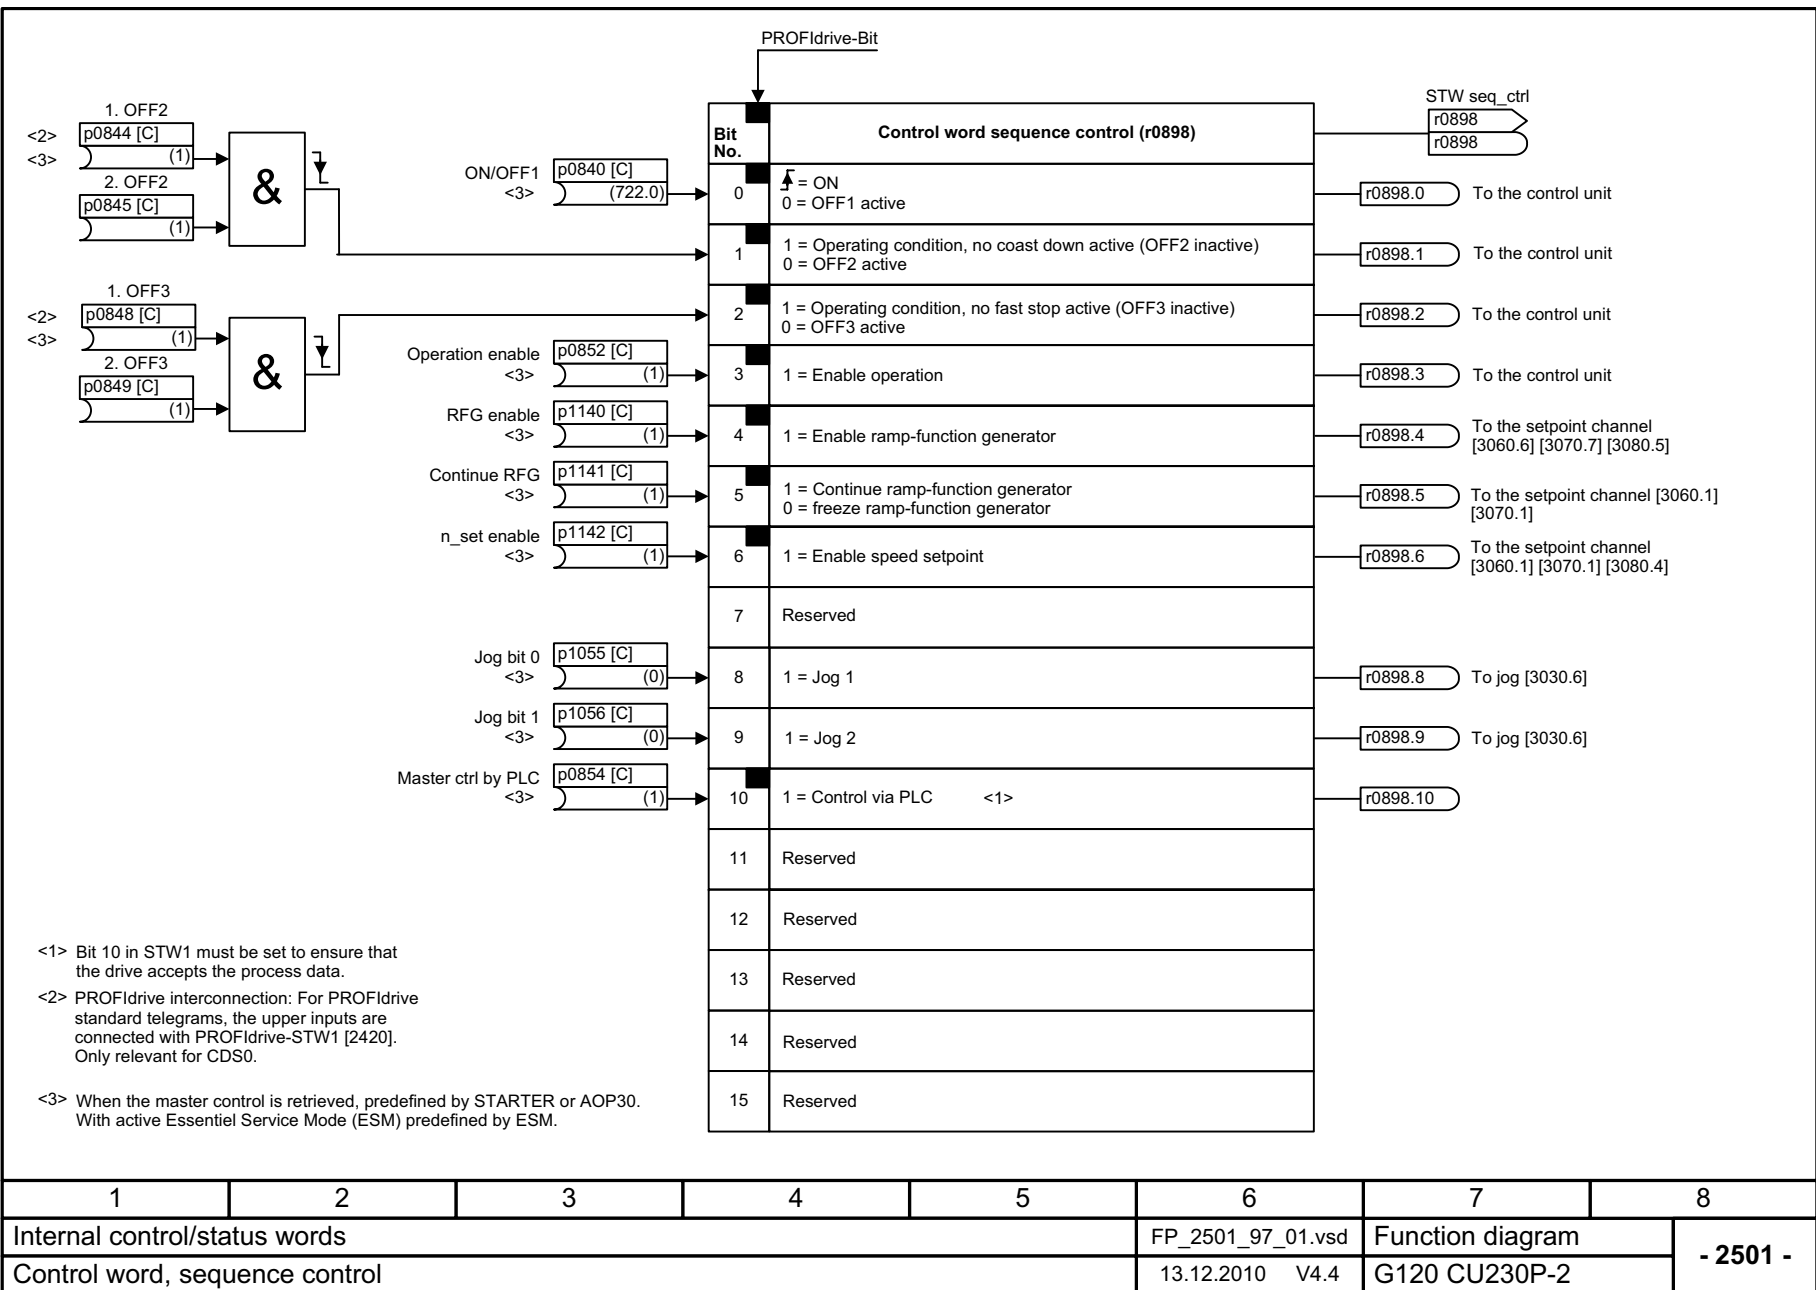 PROFIdrive-Bit
STW seq_ctrl
r0898
r0898
1. OFF2
<2>
p0844 [C]
<3>
(1)
2. OFF2
p0845 [C]
(1)
&
1. OFF3
<2>
p0848 [C]
<3>
(1)
2. OFF3
p0849 [C]
(1)
&
Bit
No.
Control word sequence control (r0898)
ON/OFF1
<3>
p0840 [C]
(722.0)
0
= ON
0 = OFF1 active
r0898.0
To the control unit
1
1 = Operating condition, no coast down active (OFF2 inactive)
0 = OFF2 active
r0898.1
To the control unit
2
1 = Operating condition, no fast stop active (OFF3 inactive)
0 = OFF3 active
r0898.2
To the control unit
Operation enable
<3>
p0852 [C]
(1)
3
1 = Enable operation
r0898.3
To the control unit
RFG enable
<3>
p1140 [C]
(1)
4
1 = Enable ramp-function generator
r0898.4
To the setpoint channel
[3060.6] [3070.7] [3080.5]
Continue RFG
<3>
p1141 [C]
(1)
5
1 = Continue ramp-function generator
0 = freeze ramp-function generator
r0898.5
To the setpoint channel [3060.1]
[3070.1]
n_set enable
<3>
p1142 [C]
(1)
6
1 = Enable speed setpoint
r0898.6
To the setpoint channel
[3060.1] [3070.1] [3080.4]
7
Reserved
Jog bit 0
<3>
p1055 [C]
(0)
8
1 = Jog 1
r0898.8
To jog [3030.6]
Jog bit 1
<3>
p1056 [C]
(0)
9
1 = Jog 2
r0898.9
To jog [3030.6]
Master ctrl by PLC
<3>
p0854 [C]
(1)
10
1 = Control via PLC <1>
r0898.10
11
Reserved
12
Reserved
13
Reserved
14
Reserved
15
Reserved
<1> Bit 10 in STW1 must be set to ensure that
the drive accepts the process data.
<2> PROFIdrive interconnection: For PROFIdrive
standard telegrams, the upper inputs are
connected with PROFIdrive-STW1 [2420].
Only relevant for CDS0.
<3> When the master control is retrieved, predefined by STARTER or AOP30.
With active Essentiel Service Mode (ESM) predefined by ESM.
1 2 3 4 5 6 7 8
Internal control/status words
FP_2501_97_01.vsd
Function diagram
- 2501 -
Control word, sequence control
13.12.2010 V4.4
G120 CU230P-2